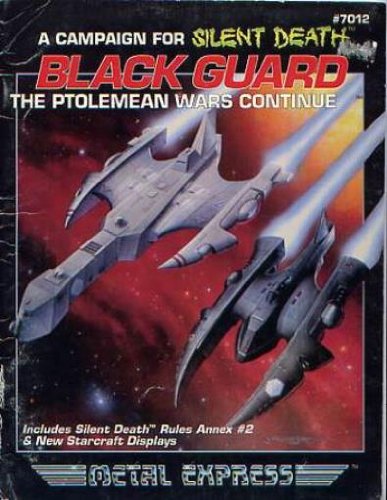 #7012
A CAMPAIGN FOR SILENT DEATH™
BLACK GUARD
THE PTOLEMEAN WARS CONTINUE
Includes Silent Death™ Rules Annex #2
& New Starcraft Displays
METAL EXPRESS